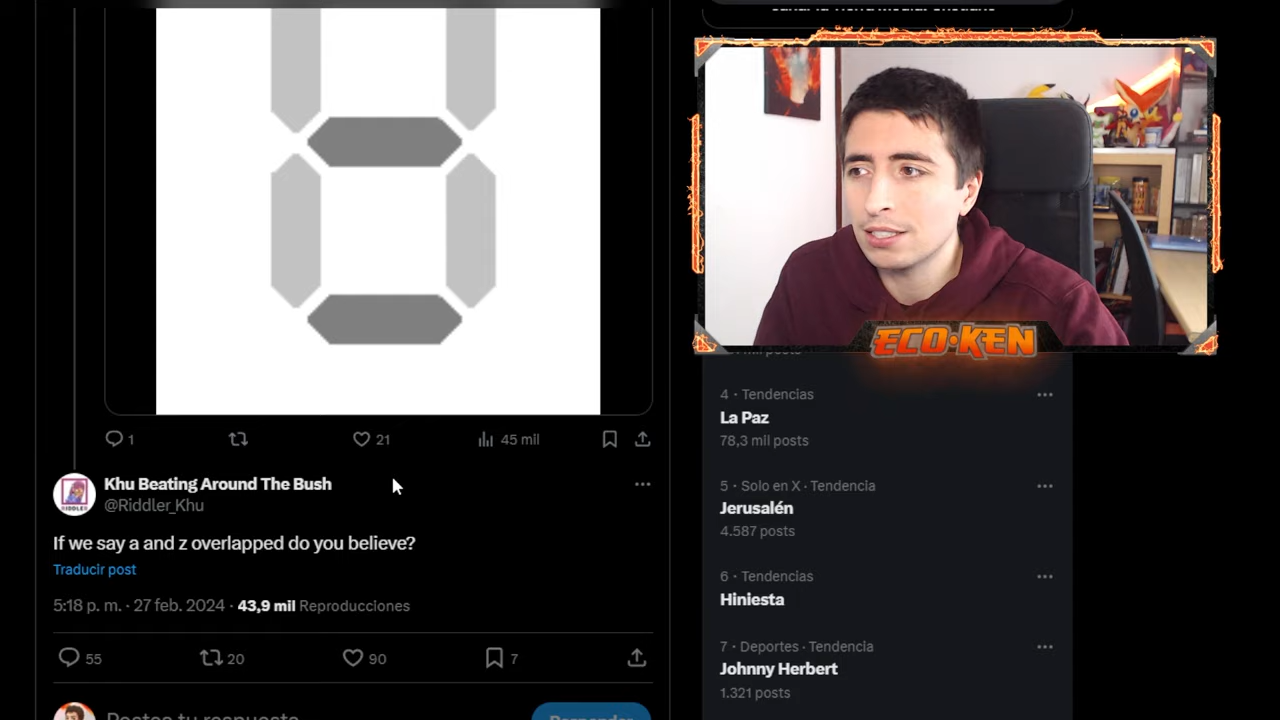 1
21
45 mil
Khu Beating Around The Bush
@Riddler_Khu
RIDDLER
If we say a and z overlapped do you believe?
Traducir post
5:18 p. m. · 27 feb. 2024 · 43,9 mil Reproducciones
55
20
90
7
ECO·KEN
4 · Tendencias
La Paz
78,3 mil posts
5 · Solo en X · Tendencia
Jerusalén
4.587 posts
6 · Tendencias
Hiniesta
7 · Deportes · Tendencia
Johnny Herbert
1.321 posts